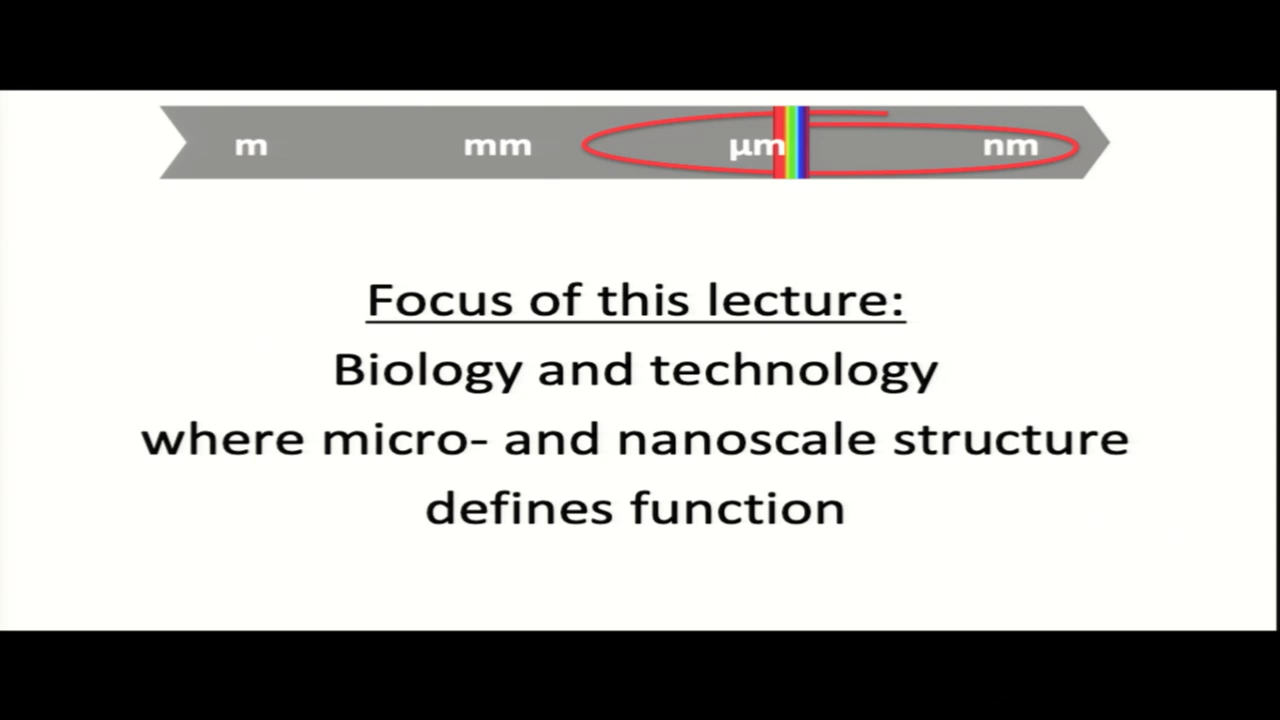 m mm µm nm
Focus of this lecture:
Biology and technology
where micro- and nanoscale structure
defines function